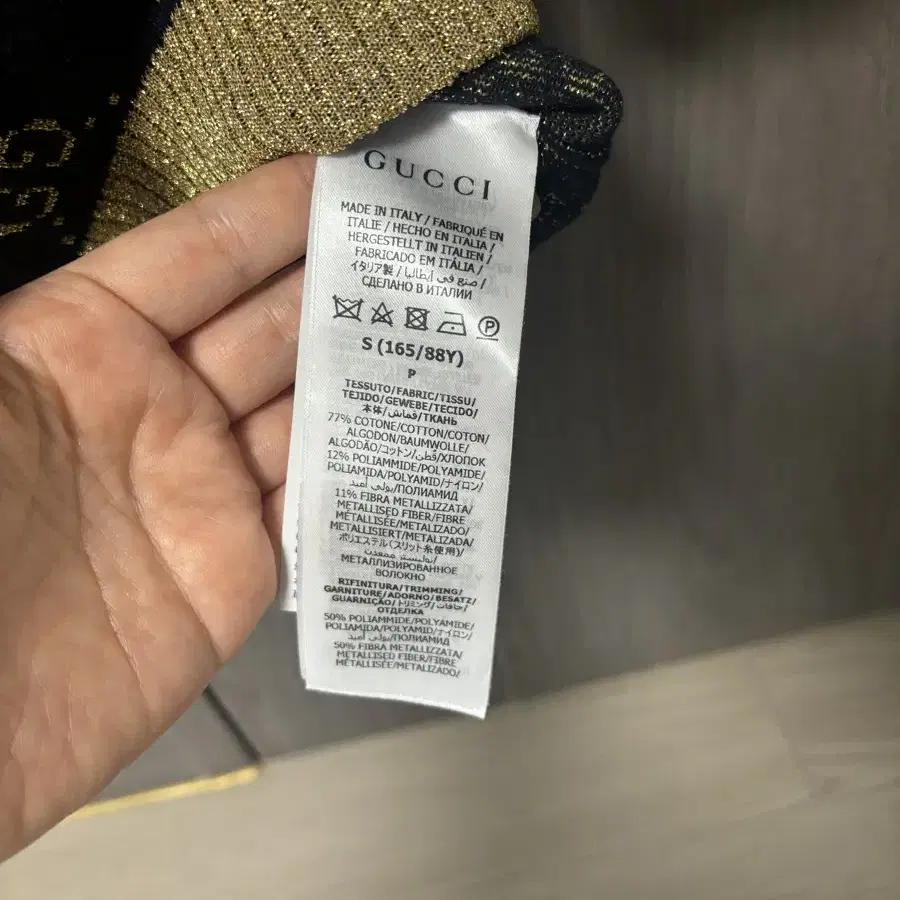 GUCCI
MADE IN ITALY / FABRIQUÉ EN
ITALIE / HECHO EN ITALIA /
HERGESTELLT IN ITALIEN /
FABRICADO EM ITÁLIA /
イタリア製 / صنع في إيطاليا /
СДЕЛАНО В ИТАЛИИ
P
S (165/88Y)
P
TESSUTO/FABRIC/TISSU/
TEJIDO/GEWEBE/TECIDO/
本体/قماش/ТКАНЬ
77% COTONE/COTTON/COTON/
ALGODON/BAUMWOLLE/
ALGODÃO/コットン/قطن/ХЛОПОК
12% POLIAMMIDE/POLYAMIDE/
POLIAMIDA/POLYAMID/ナイロン/
بولي أميد/ПОЛИАМИД
11% FIBRA METALLIZZATA/
METALLISED FIBER/FIBRE
MÉTALLISÉE/METALIZADO/
METALLISIERT/METALIZADA/
ポリエステル(スリット糸使用)/
МЕТАЛЛИЗИРОВАННОЕ
ВОЛОКНО
RIFINITURA/TRIMMING/
GARNITURE/ADORNO/BESATZ/
GUARNIÇÃO/トリミング/حافات/
ОТДЕЛКА
50% POLIAMMIDE/POLYAMIDE/
POLIAMIDA/POLYAMID/ナイロン/
بولي أميد/ПОЛИАМИД
50% FIBRA METALLIZZATA/
METALLISED FIBER/FIBRE
MÉTALLISÉE/METALIZADO/